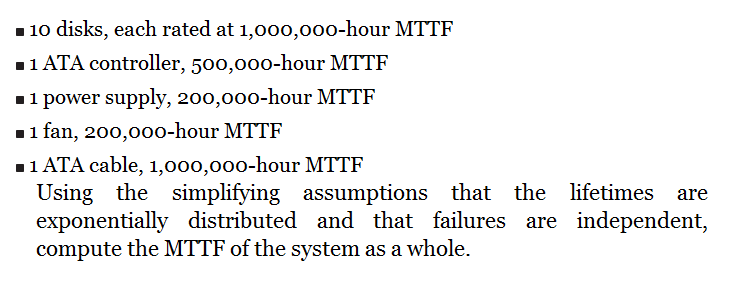 ▪ 10 disks, each rated at 1,000,000-hour MTTF
▪ 1 ATA controller, 500,000-hour MTTF
▪ 1 power supply, 200,000-hour MTTF
▪ 1 fan, 200,000-hour MTTF
▪ 1 ATA cable, 1,000,000-hour MTTF
Using the simplifying assumptions that the lifetimes are
exponentially distributed and that failures are independent,
compute the MTTF of the system as a whole.